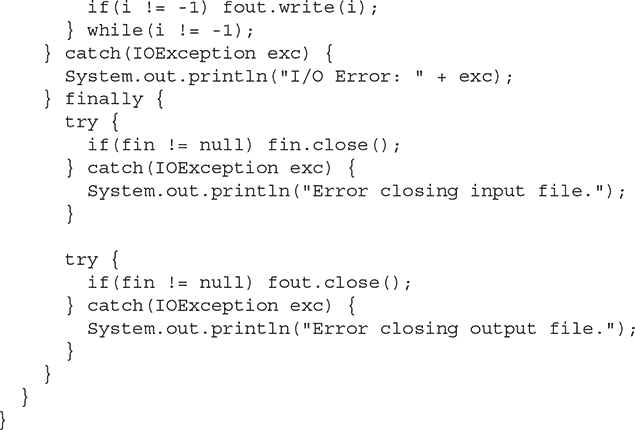 if(i != -1) fout.write(i);
      } while(i != -1);
    } catch(IOException exc) {
      System.out.println("I/O Error: " + exc);
    } finally {
      try {
        if(fin != null) fin.close();
      } catch(IOException exc) {
        System.out.println("Error closing input file.");
      }

      try {
        if(fin != null) fout.close();
      } catch(IOException exc) {
        System.out.println("Error closing output file.");
      }
    }
  }
}